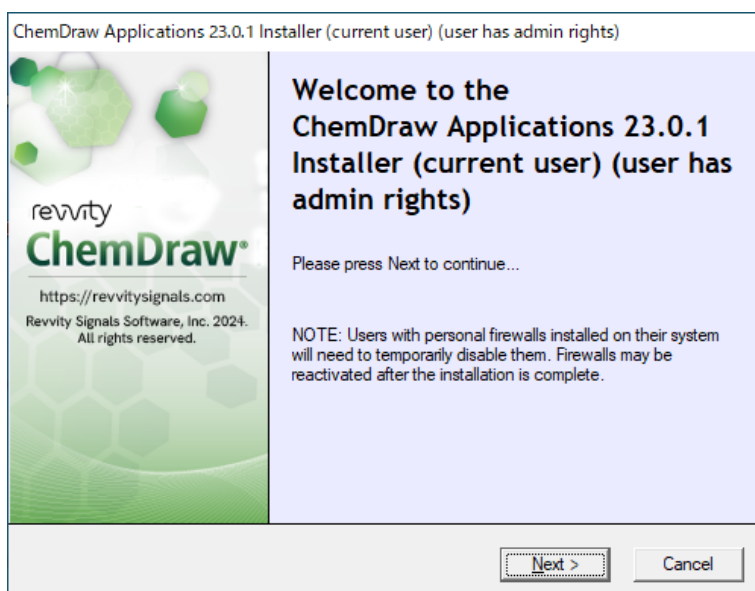 ChemDraw Applications 23.0.1 Installer (current user) (user has admin rights)
revvity
ChemDraw®
https://revvitysignals.com
Revvity Signals Software, Inc. 2024.
All rights reserved.
Welcome to the
ChemDraw Applications 23.0.1
Installer (current user) (user has
admin rights)
Please press Next to continue...
NOTE: Users with personal firewalls installed on their system
will need to temporarily disable them. Firewalls may be
reactivated after the installation is complete.
Next >
Cancel